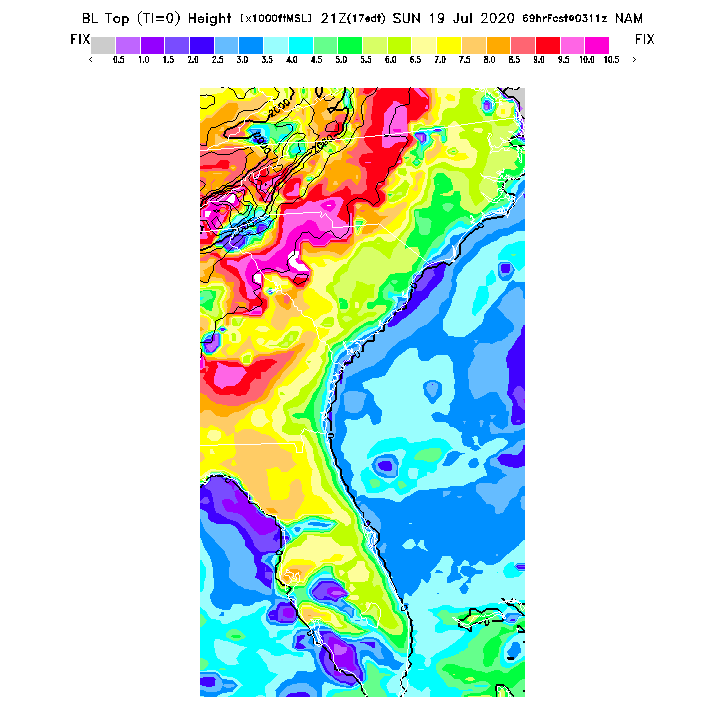 BL Top (TI=0) Height [x1000ftMSL] 21Z(17edt) SUN 19 Jul 2020 69hrFcst@0311z NAM
FIX FIX
< 0.5 1.0 1.5 2.0 2.5 3.0 3.5 4.0 4.5 5.0 5.5 6.0 6.5 7.0 7.5 8.0 8.5 9.0 9.5 10.0 10.5 >
2000
2000